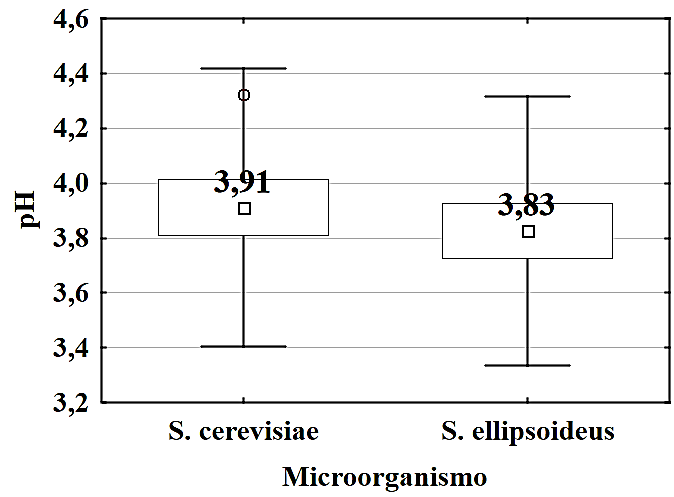 4,6
4,4
4,2
4,0
3,8
3,6
3,4
3,2
pH
3,91
3,83
S. cerevisiae
S. ellipsoideus
Microorganismo